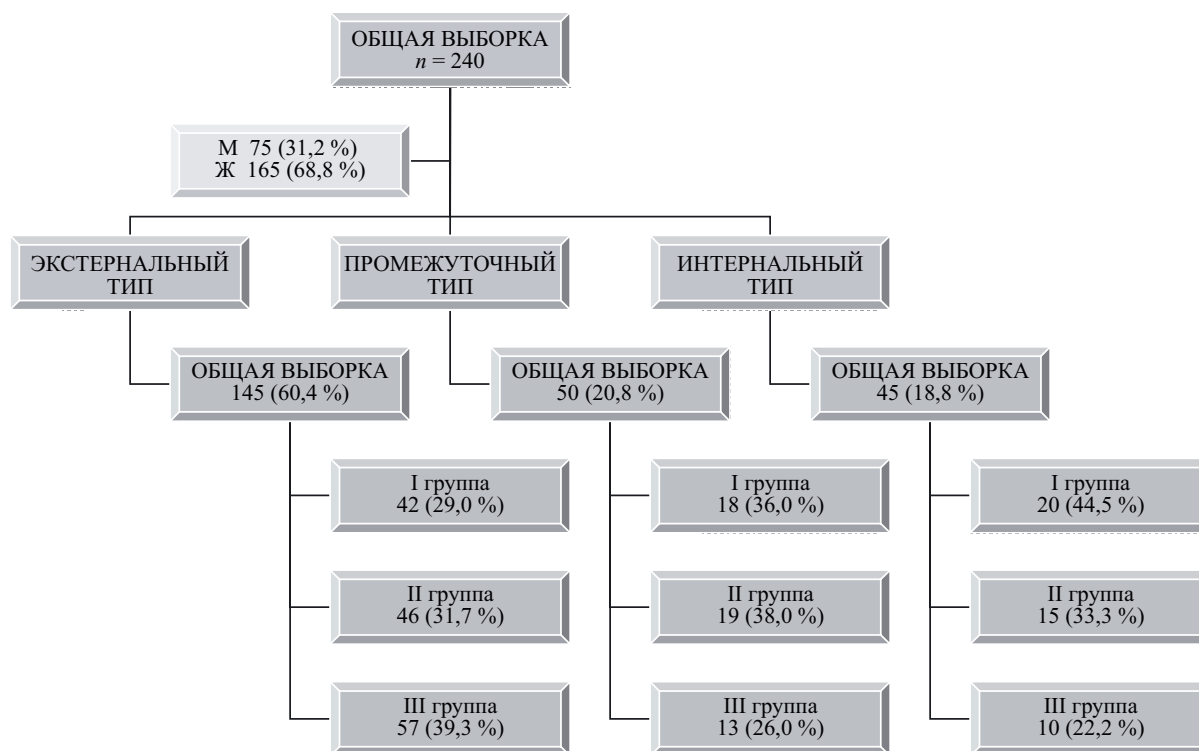 ОБЩАЯ ВЫБОРКА
n = 240
М 75 (31,2 %)
Ж 165 (68,8 %)
ЭКСТЕРНАЛЬНЫЙ
ТИП
ПРОМЕЖУТОЧНЫЙ
ТИП
ИНТЕРНАЛЬНЫЙ
ТИП
ОБЩАЯ ВЫБОРКА
145 (60,4 %)
ОБЩАЯ ВЫБОРКА
50 (20,8 %)
ОБЩАЯ ВЫБОРКА
45 (18,8 %)
I группа
42 (29,0 %)
I группа
18 (36,0 %)
I группа
20 (44,5 %)
II группа
46 (31,7 %)
II группа
19 (38,0 %)
II группа
15 (33,3 %)
III группа
57 (39,3 %)
III группа
13 (26,0 %)
III группа
10 (22,2 %)